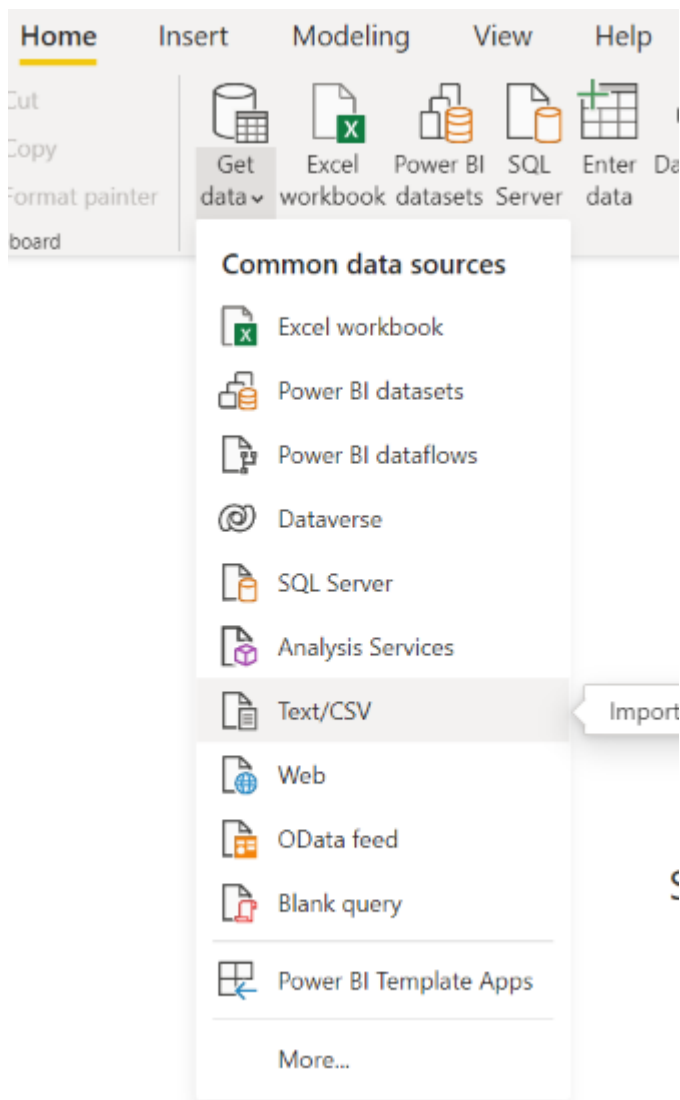 Home Insert Modeling View Help
Cut
Copy
Format painter
board
Get data
Excel workbook
Power BI datasets
SQL Server
Enter data
Da
Common data sources
Excel workbook
Power BI datasets
Power BI dataflows
Dataverse
SQL Server
Analysis Services
Text/CSV
Import
Web
OData feed
Blank query
Power BI Template Apps
More...